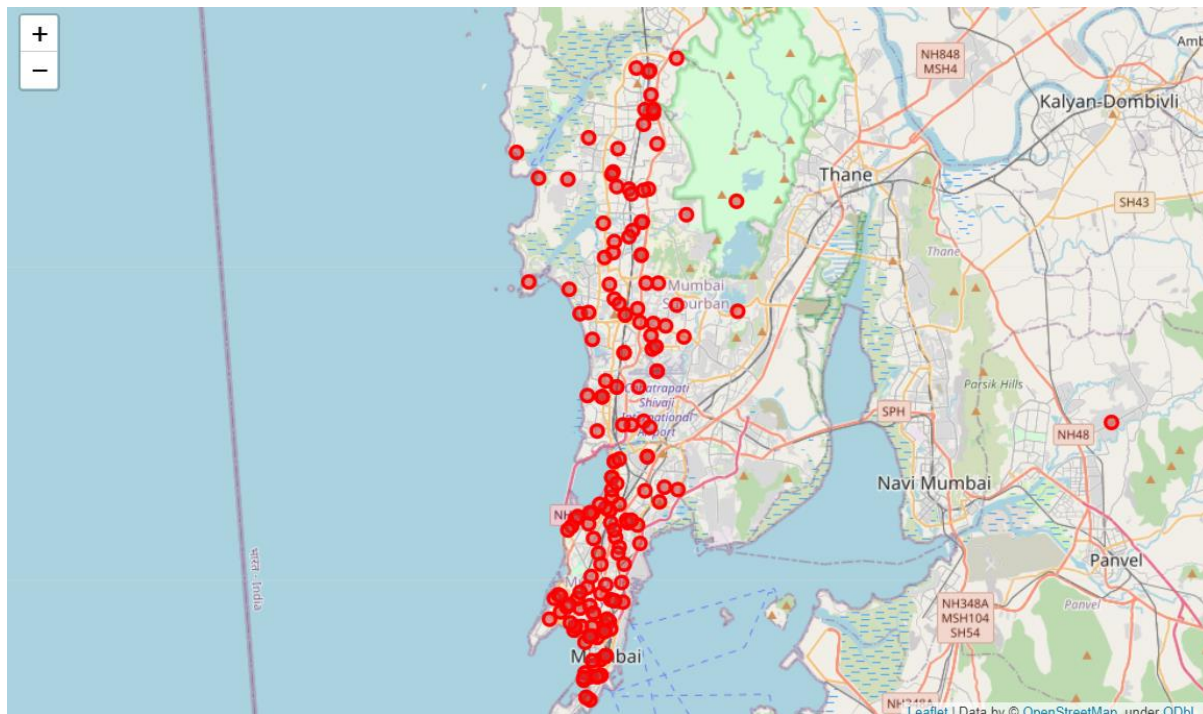 +
−
NH848
MSH4
Kalyan-Dombivli
Thane
SH43
Thane
Mumbai
Suburban
Parsik Hills
Chhatrapati
Shivaji
International
Airport
SPH
NH48
Navi Mumbai
Panvel
Panvel
भारत - India
NH348A
MSH104
SH54
Leaflet | Data by © OpenStreetMap, under ODbL